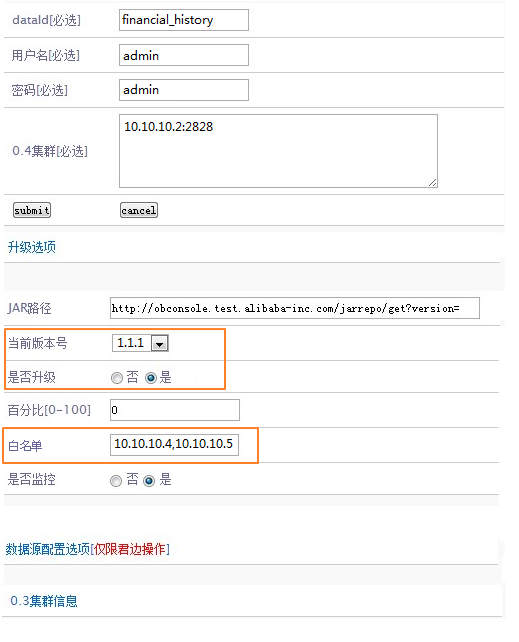 dataId[必选] financial_history
用户名[必选] admin
密码[必选] admin
0.4集群[必选] 10.10.10.2:2828
submit cancel
升级选项
JAR路径 http://obconsole.test.alibaba-inc.com/jarrepo/get?version=
当前版本号 1.1.1
是否升级 否 是
百分比[0-100] 0
白名单 10.10.10.4,10.10.10.5
是否监控 否 是
数据源配置选项[仅限君边操作]
0.3集群信息